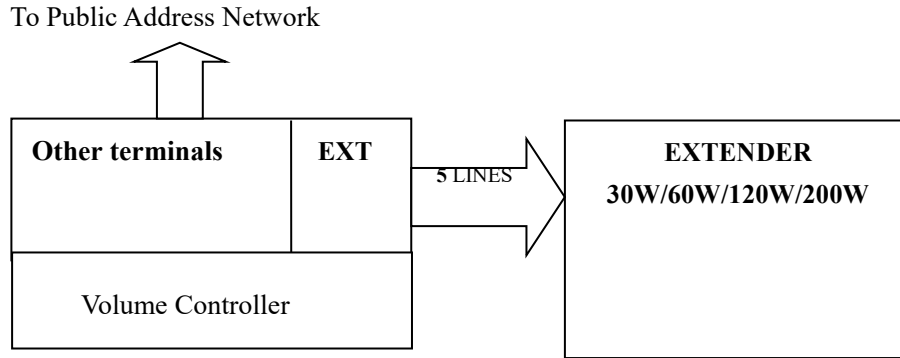 To Public Address Network
Other terminals
EXT
5 LINES
EXTENDER
30W/60W/120W/200W
Volume Controller